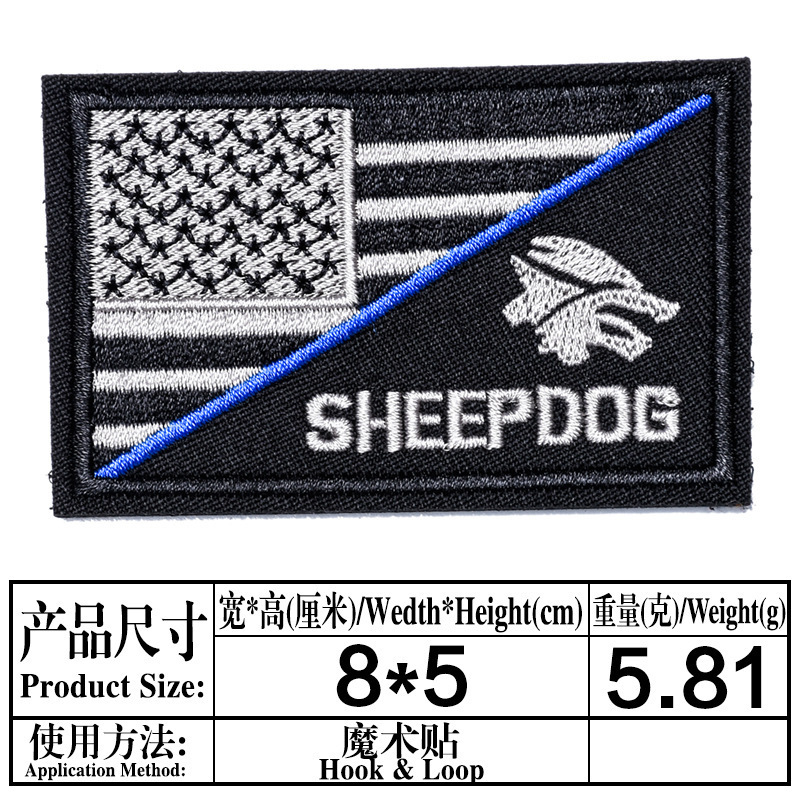 SHEEPDOG
产品尺寸
Product Size:
宽*高(厘米)/Wedth*Height(cm)
重量(克)/Weight(g)
8*5
5.81
使用方法:
Application Method:
魔术贴
Hook & Loop